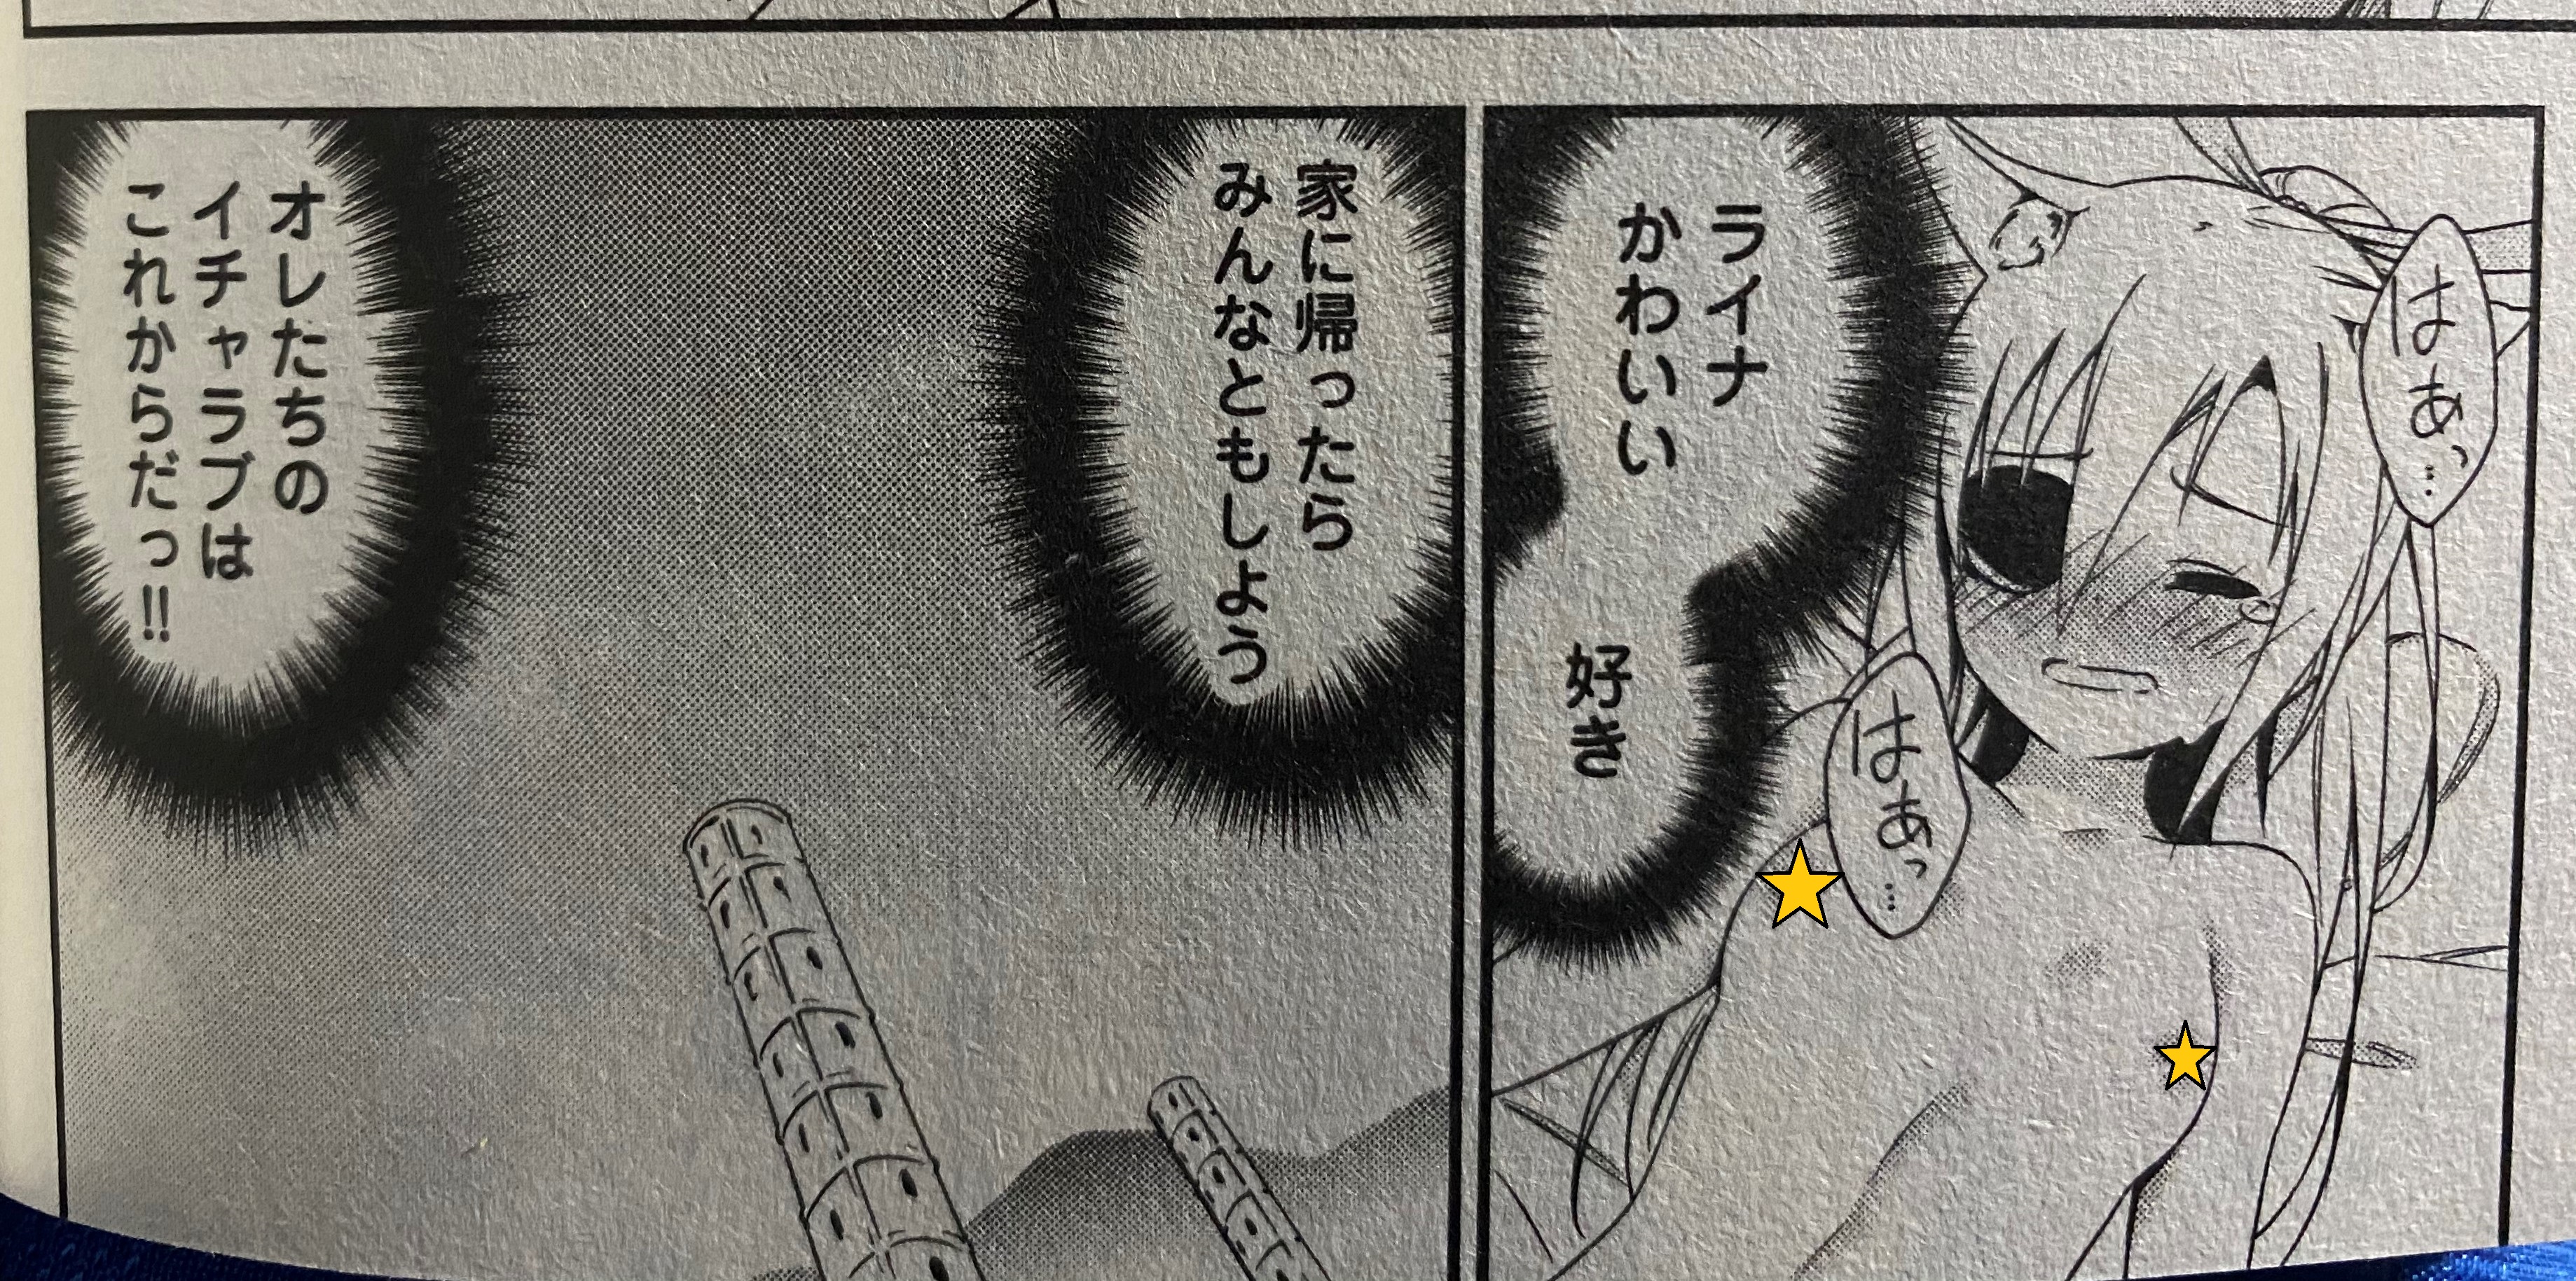 はあっ…
はあっ…
ライナ
かわいい
好き
家に帰ったら
みんなともしよう
オレたちの
イチャラブは
これからだっ!!